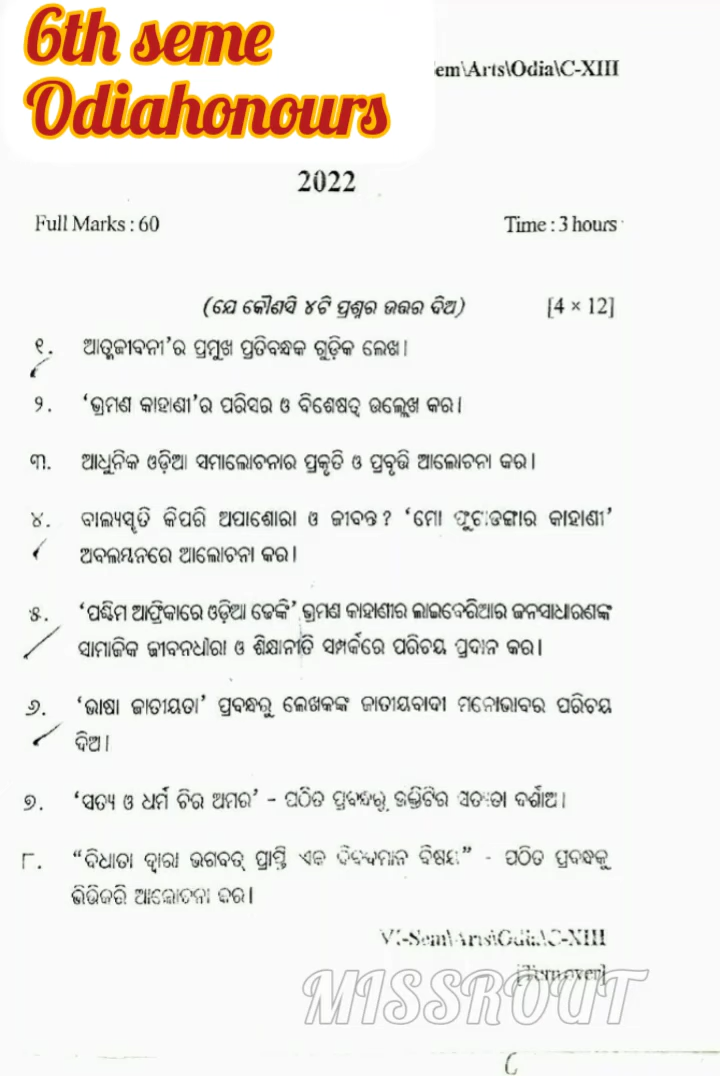 6th seme
Odiahonours
em\Arts\Odia\C-XIII
2022
Full Marks : 60
Time : 3 hours
(ଯେ କୌଣସି ୪ଟି ପ୍ରଶ୍ନର ଉତ୍ତର ଦିଅ) [4 × 12]
୧. ଆତ୍ମଜୀବନୀ'ର ପ୍ରମୁଖ ପ୍ରତିବନ୍ଧକ ଗୁଡ଼ିକ ଲେଖ।
୨. 'ଭ୍ରମଣ କାହାଣୀ'ର ପରିସର ଓ ବିଶେଷତ୍ୱ ଉଲ୍ଲେଖ କର।
୩. ଆଧୁନିକ ଓଡ଼ିଆ ସମାଲୋଚନାର ପ୍ରକୃତି ଓ ପ୍ରବୃତ୍ତି ଆଲୋଚନା କର।
୪. ବାଲ୍ୟସ୍ମୃତି କିପରି ଅପାଶୋରା ଓ ଜୀବନ୍ତ? 'ମୋ ଫୁଟାଡଙ୍ଗାର କାହାଣୀ'
ଅବଲମ୍ବନରେ ଆଲୋଚନା କର।
୫. 'ପଶ୍ଚିମ ଆଫ୍ରିକାରେ ଓଡ଼ିଆ ଢେଙ୍କି' ଭ୍ରମଣ କାହାଣୀର ଲାଇବେରିଆର ଜନସାଧାରଣଙ୍କ
ସାମାଜିକ ଜୀବନଧାରା ଓ ଶିକ୍ଷାନୀତି ସମ୍ପର୍କରେ ପରିଚୟ ପ୍ରଦାନ କର।
୬. 'ଭାଷା ଜାତୀୟତା' ପ୍ରବନ୍ଧରୁ ଲେଖକଙ୍କ ଜାତୀୟବାଦୀ ମନୋଭାବର ପରିଚୟ
ଦିଅ।
୭. 'ସତ୍ୟ ଓ ଧର୍ମ ଚିର ଅମର' - ପଠିତ ପ୍ରବନ୍ଧରୁ ଉକ୍ତିଟିର ସତ୍ୟତା ଦର୍ଶାଅ।
୮. "ବିଧାତା ଦ୍ୱାରା ଭଗବତ୍ ପ୍ରାପ୍ତି ଏକ ବିଷୟ" - ପଠିତ ପ୍ରବନ୍ଧକୁ
ଭିତ୍ତିକରି ଆଲୋଚନା କର।
VI-Sem\Arts\Odia\C-XIII
[Turn over]
MISSROUT